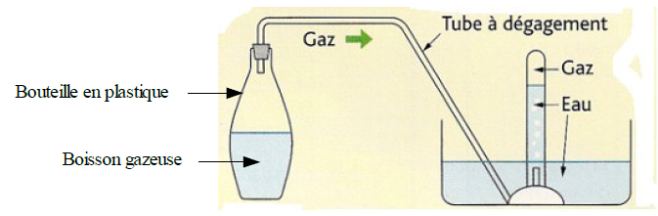 Tube à dégagement
Gaz
Gaz
Bouteille en plastique
Eau
Boisson gazeuse